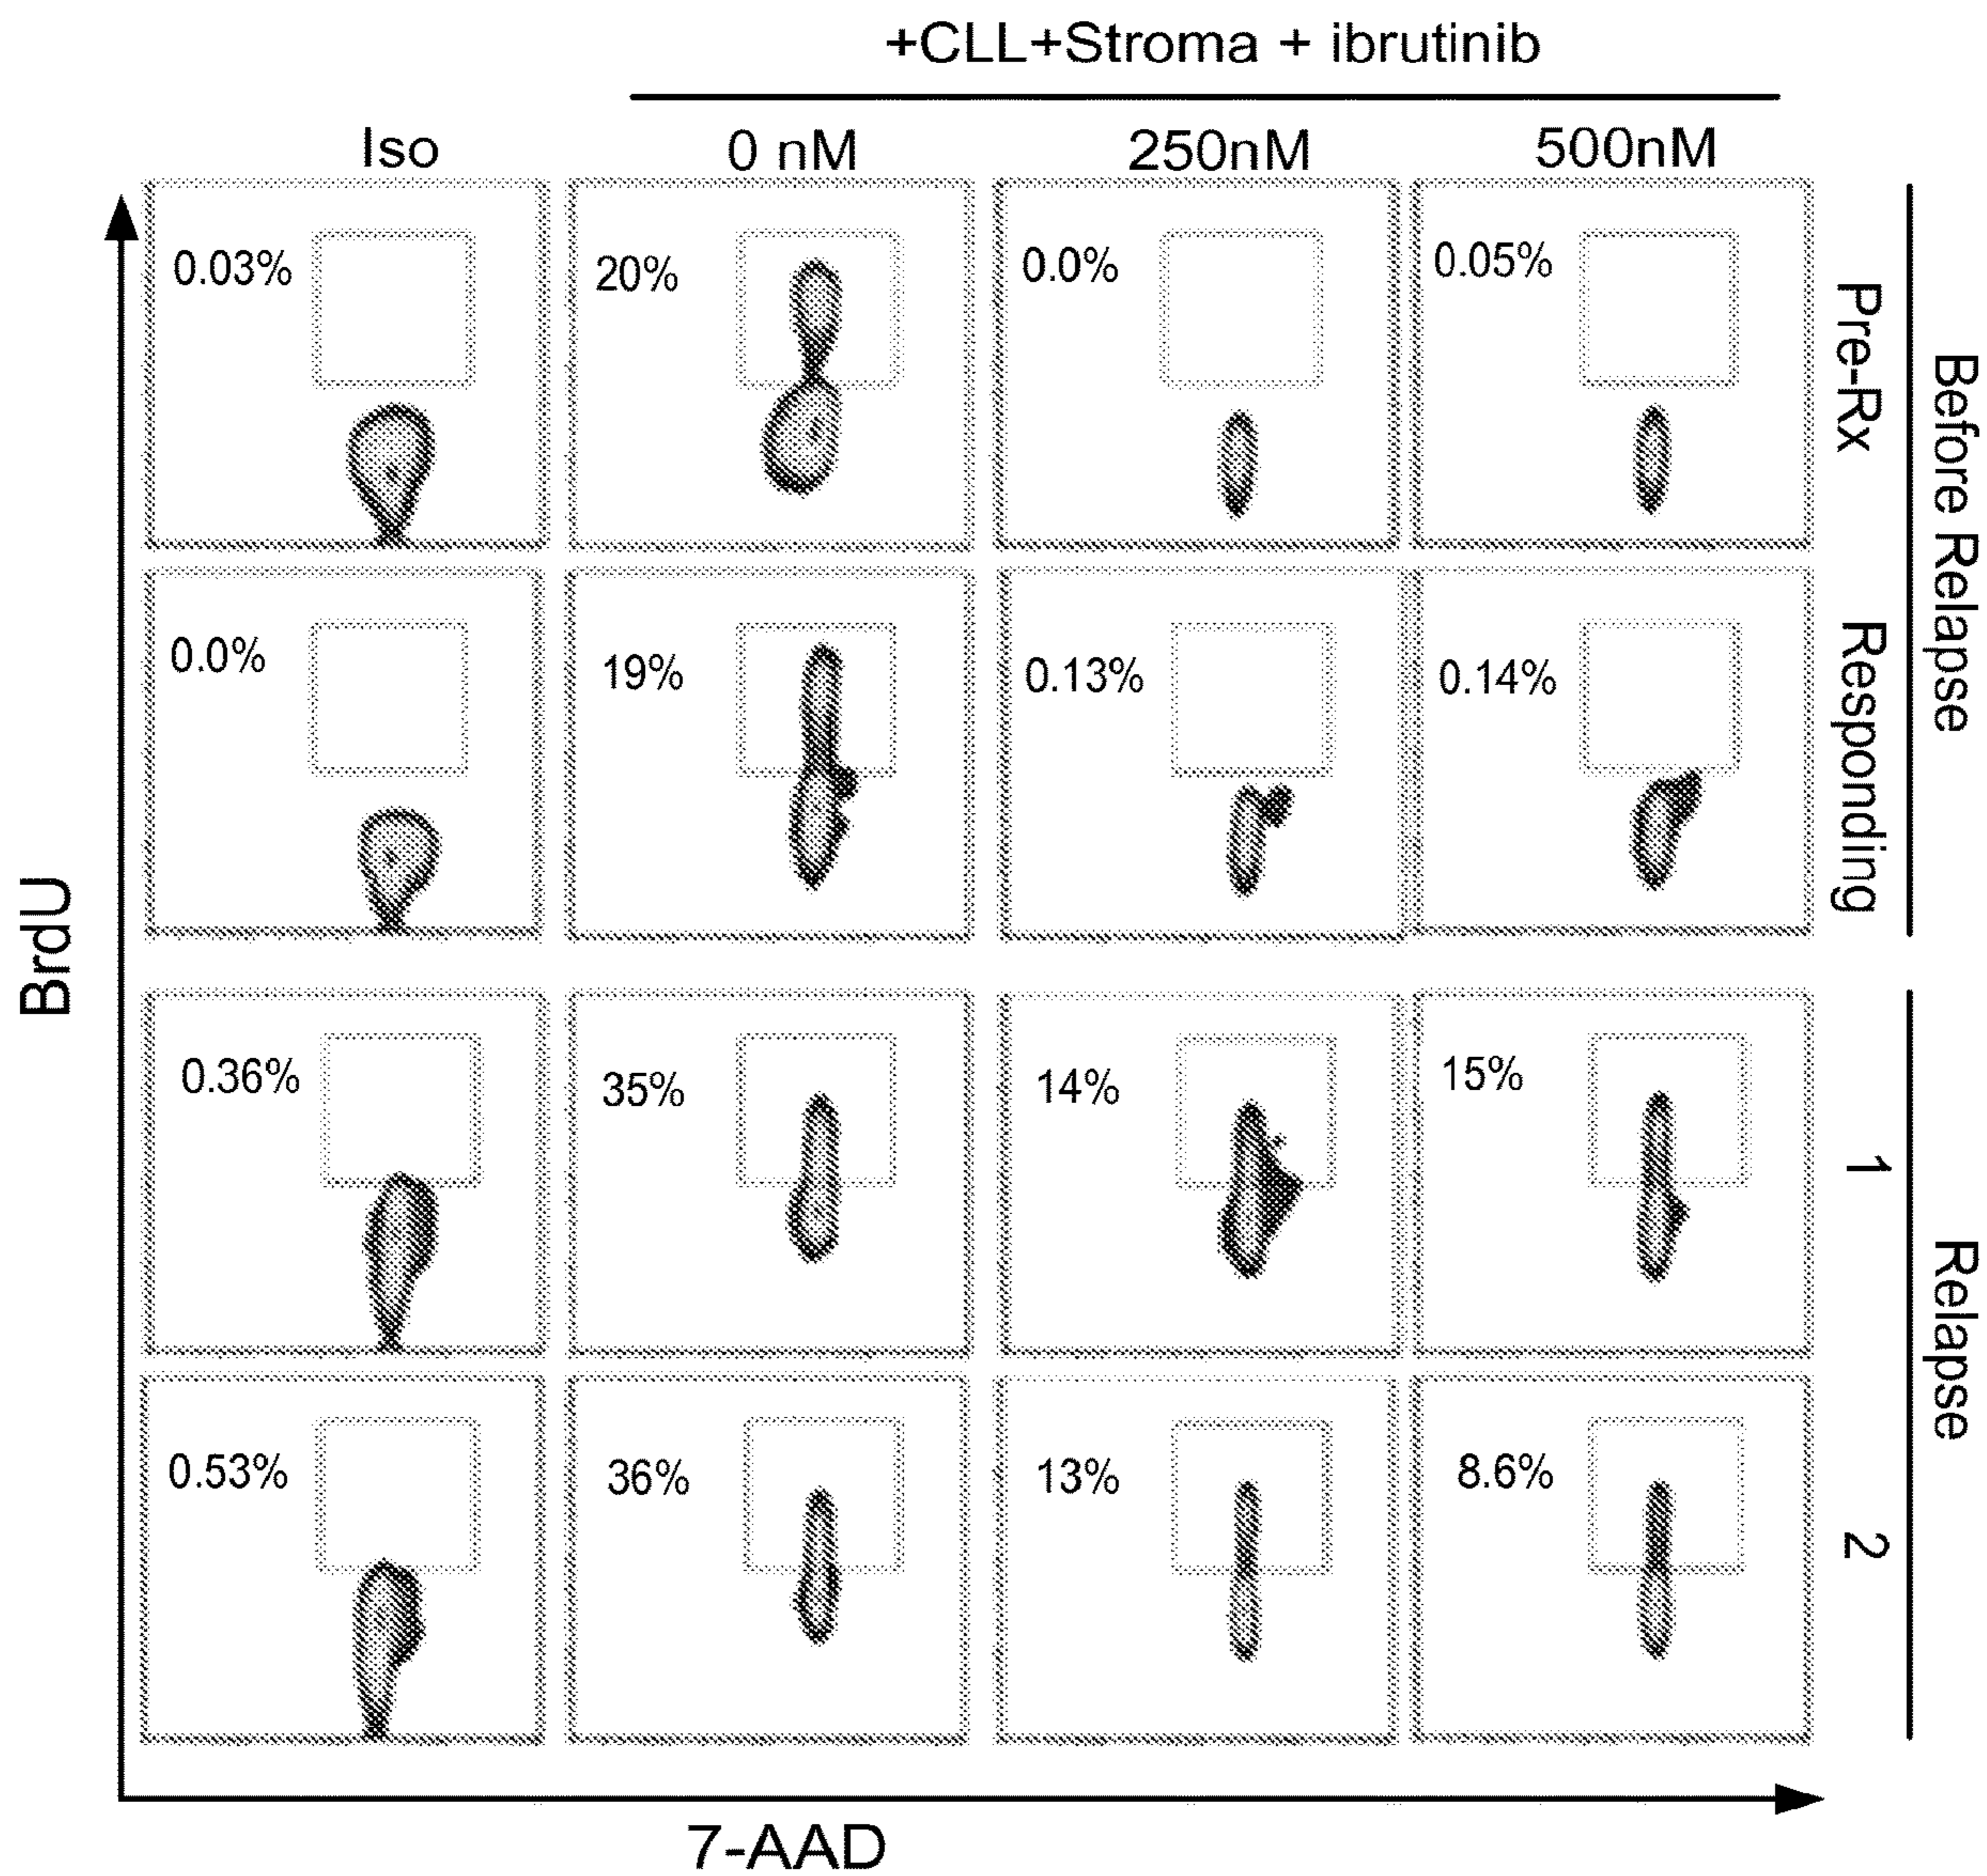 +CLL+Stroma + ibrutinib
Iso 0 nM 250nM 500nM
0.03% 20% 0.0% 0.05% Pre-Rx
0.0% 19% 0.13% 0.14% Responding
Before Relapse
0.36% 35% 14% 15% 1
0.53% 36% 13% 8.6% 2
Relapse
BrdU
7-AAD